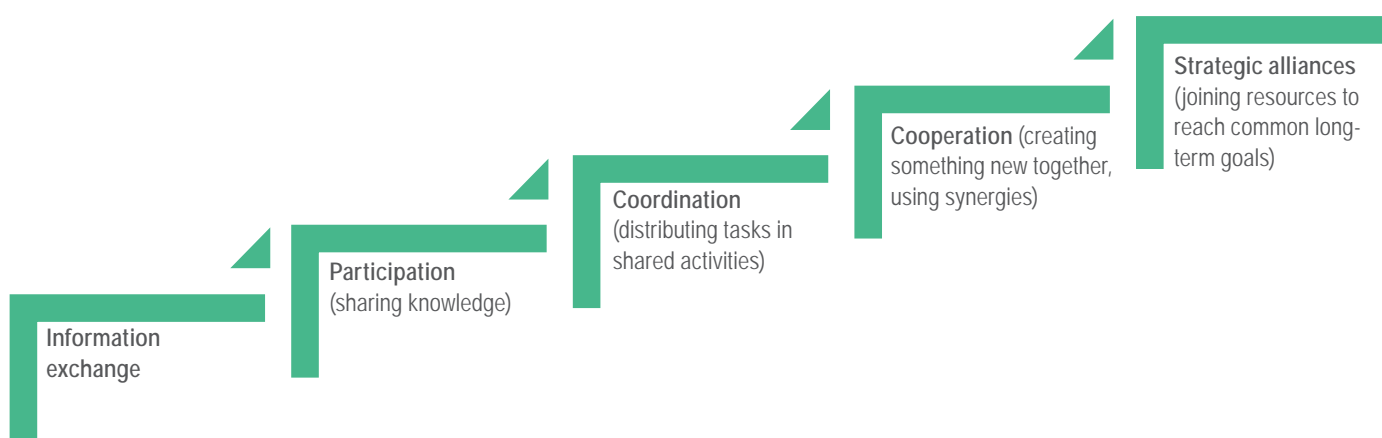 Information
exchange
Participation
(sharing knowledge)
Coordination
(distributing tasks in
shared activities)
Cooperation (creating
something new together,
using synergies)
Strategic alliances
(joining resources to
reach common long-
term goals)